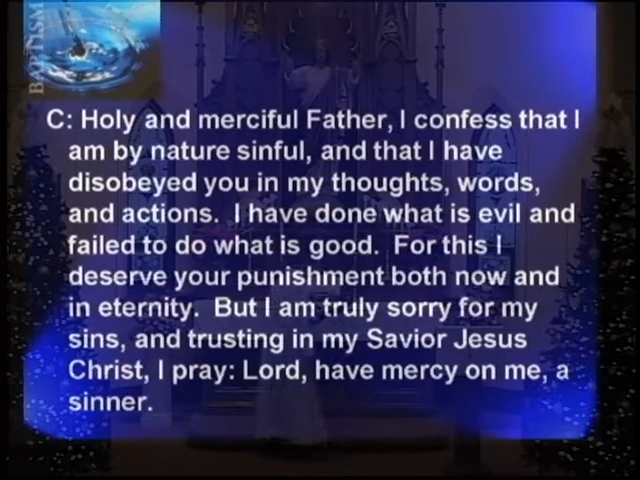 BAPTISM
C: Holy and merciful Father, I confess that I
am by nature sinful, and that I have
disobeyed you in my thoughts, words,
and actions.  I have done what is evil and
failed to do what is good.  For this I
deserve your punishment both now and
in eternity.  But I am truly sorry for my
sins, and trusting in my Savior Jesus
Christ, I pray: Lord, have mercy on me, a
sinner.